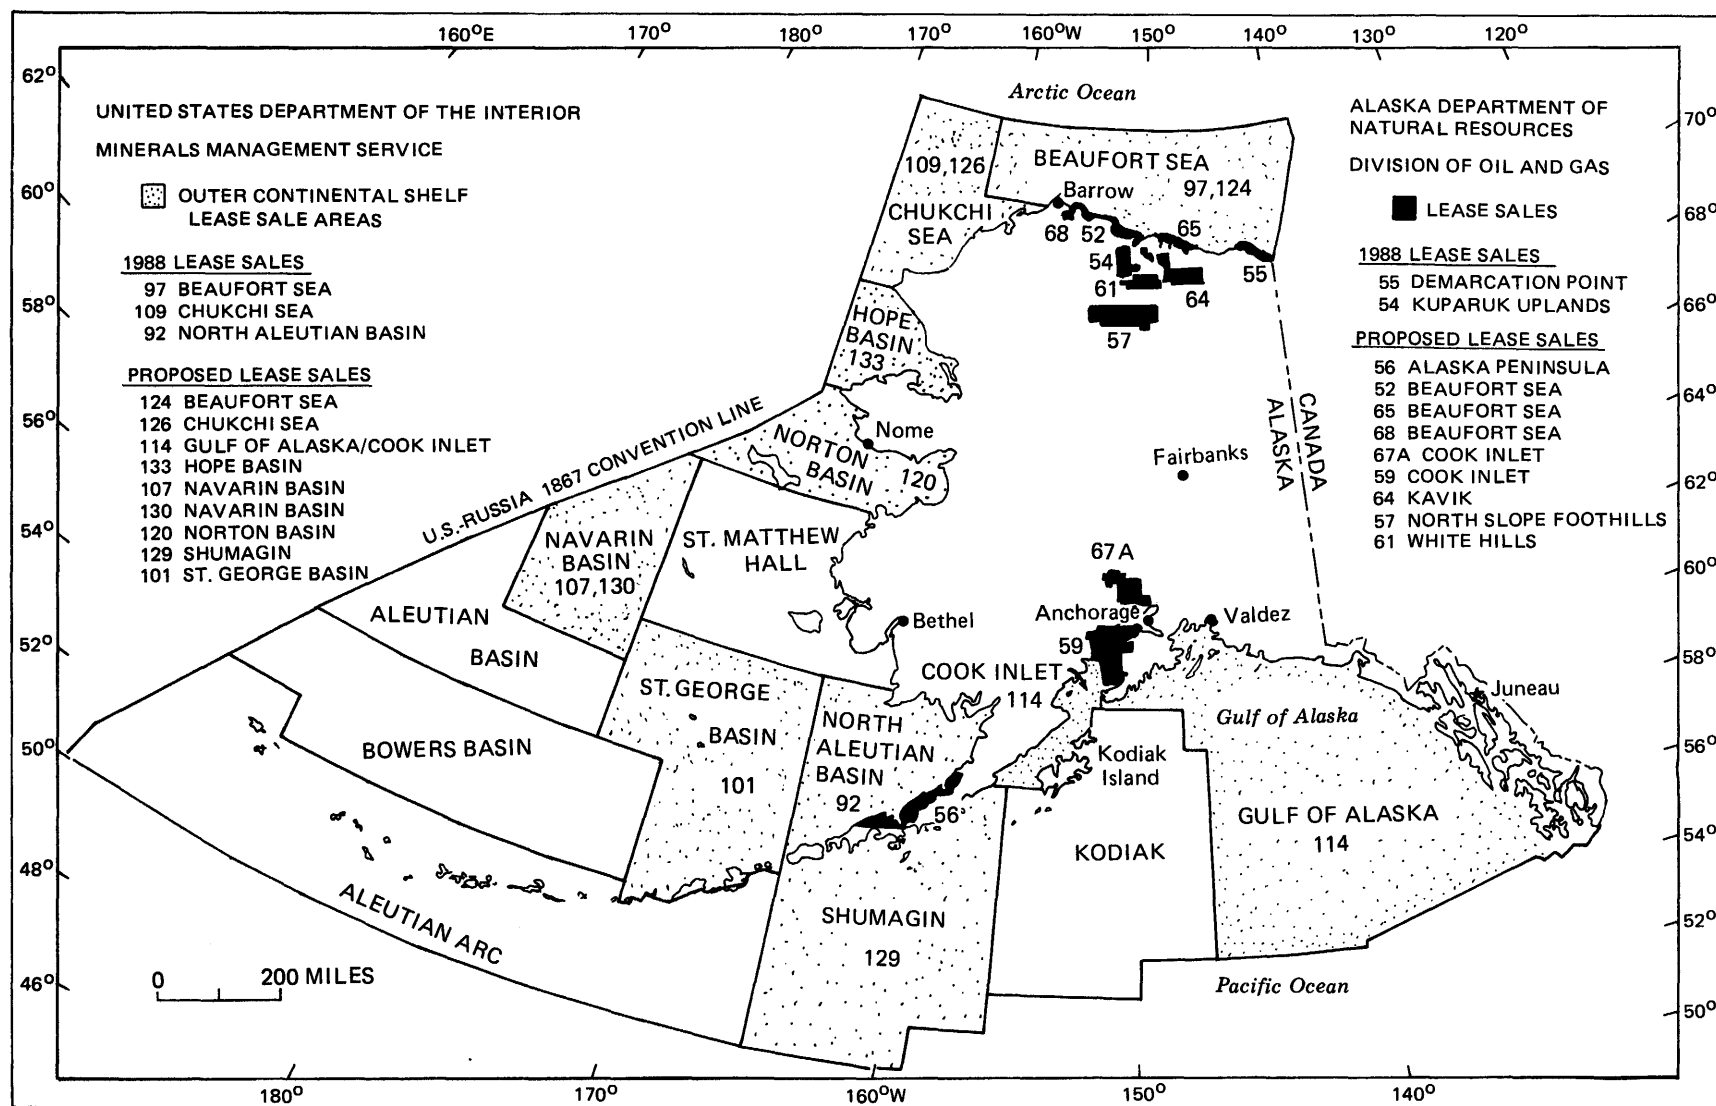 160°E 170° 180° 170° 160°W 150° 140° 130° 120°
62°
60°
58°
56°
54°
52°
50°
48°
46°
UNITED STATES DEPARTMENT OF THE INTERIOR
MINERALS MANAGEMENT SERVICE
OUTER CONTINENTAL SHELF
LEASE SALE AREAS
1988 LEASE SALES
97 BEAUFORT SEA
109 CHUKCHI SEA
92 NORTH ALEUTIAN BASIN
PROPOSED LEASE SALES
124 BEAUFORT SEA
126 CHUKCHI SEA
114 GULF OF ALASKA/COOK INLET
133 HOPE BASIN
107 NAVARIN BASIN
130 NAVARIN BASIN
120 NORTON BASIN
129 SHUMAGIN
101 ST. GEORGE BASIN
ALASKA DEPARTMENT OF
NATURAL RESOURCES
DIVISION OF OIL AND GAS
LEASE SALES
1988 LEASE SALES
55 DEMARCATION POINT
54 KUPARUK UPLANDS
PROPOSED LEASE SALES
56 ALASKA PENINSULA
52 BEAUFORT SEA
65 BEAUFORT SEA
68 BEAUFORT SEA
67A COOK INLET
59 COOK INLET
64 KAVIK
57 NORTH SLOPE FOOTHILLS
61 WHITE HILLS
70°
68°
66°
64°
62°
60°
58°
56°
54°
52°
50°
Arctic Ocean
109,126
CHUKCHI
SEA
BEAUFORT SEA
97,124
Barrow
68
52
65
54
61
64
55
57
HOPE
BASIN
133
U.S.-RUSSIA 1867 CONVENTION LINE
NORTON
BASIN
120
Nome
Fairbanks
ALASKA
CANADA
NAVARIN
BASIN
107,130
ST. MATTHEW
HALL
67A
Anchorage
Valdez
59
Bethel
ALEUTIAN
BASIN
COOK INLET
114
Juneau
ST. GEORGE
BASIN
101
NORTH
ALEUTIAN
BASIN
92
56
Gulf of Alaska
Kodiak
Island
BOWERS BASIN
GULF OF ALASKA
114
KODIAK
ALEUTIAN ARC
SHUMAGIN
129
0 200 MILES
Pacific Ocean
180° 170° 160°W 150° 140°